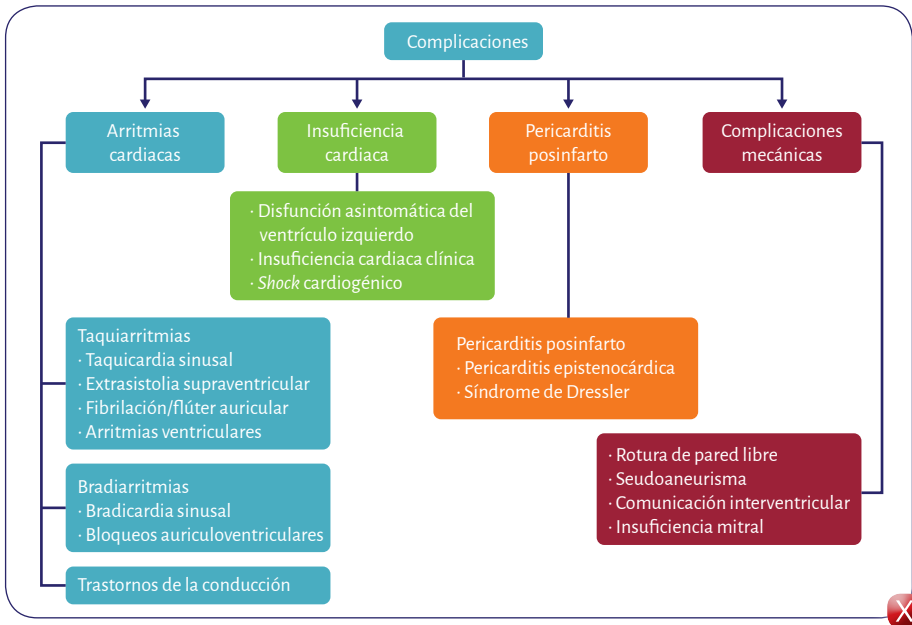 Complicaciones
Arritmias
cardiacas
Insuficiencia
cardiaca
Pericarditis
posinfarto
Complicaciones
mecánicas
· Disfunción asintomática del
ventrículo izquierdo
· Insuficiencia cardiaca clínica
· Shock cardiogénico
Taquiarritmias
· Taquicardia sinusal
· Extrasistolia supraventricular
· Fibrilación/flúter auricular
· Arritmias ventriculares
Pericarditis posinfarto
· Pericarditis epistenocárdica
· Síndrome de Dressler
· Rotura de pared libre
· Seudoaneurisma
· Comunicación interventricular
· Insuficiencia mitral
Bradiarritmias
· Bradicardia sinusal
· Bloqueos auriculoventriculares
Trastornos de la conducción
X